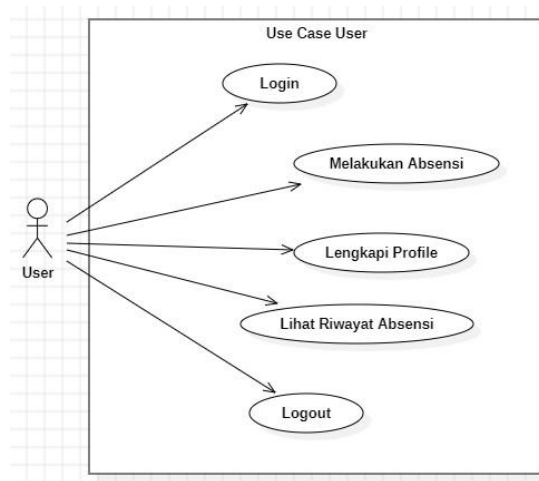 Use Case User
Login
Melakukan Absensi
Lengkapi Profile
User
Lihat Riwayat Absensi
Logout